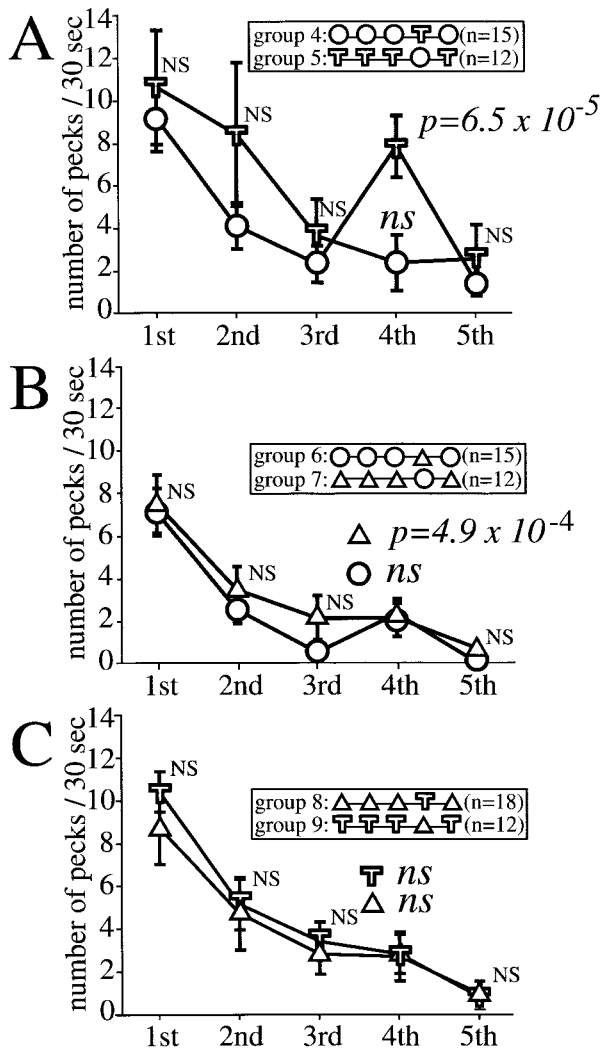 A
number of pecks / 30 sec
14
12
10
8
6
4
2
0
group 4: (n=15)
group 5: (n=12)
NS
NS
NS
p=6.5 x 10-5
ns
NS
1st 2nd 3rd 4th 5th
B
number of pecks / 30 sec
14
12
10
8
6
4
2
0
group 6: (n=15)
group 7: (n=12)
p=4.9 x 10-4
ns
NS
NS
NS
NS
1st 2nd 3rd 4th 5th
C
number of pecks / 30 sec
14
12
10
8
6
4
2
0
group 8: (n=18)
group 9: (n=12)
ns
ns
NS
NS
NS
NS
1st 2nd 3rd 4th 5th